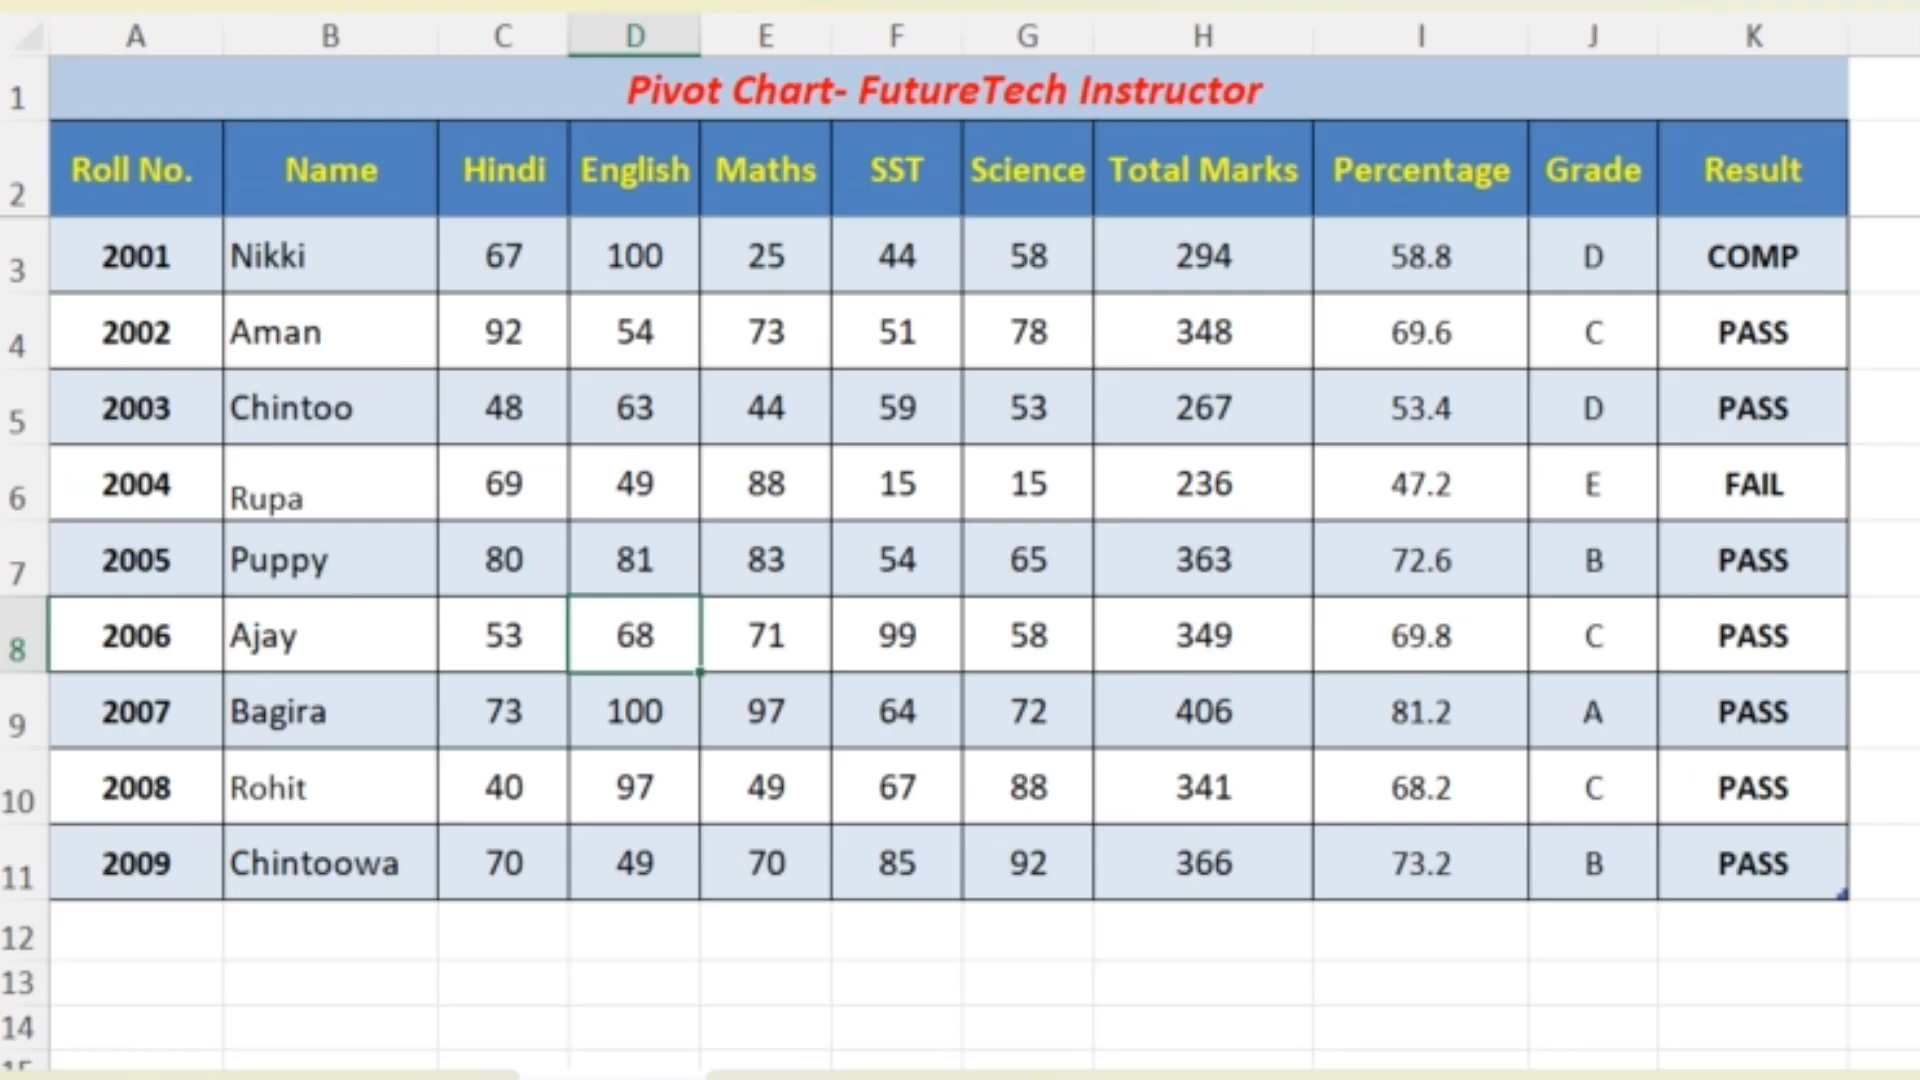 A B C D E F G H I J K
1 Pivot Chart- FutureTech Instructor
2 Roll No. Name Hindi English Maths SST Science Total Marks Percentage Grade Result
3 2001 Nikki 67 100 25 44 58 294 58.8 D COMP
4 2002 Aman 92 54 73 51 78 348 69.6 C PASS
5 2003 Chintoo 48 63 44 59 53 267 53.4 D PASS
6 2004 Rupa 69 49 88 15 15 236 47.2 E FAIL
7 2005 Puppy 80 81 83 54 65 363 72.6 B PASS
8 2006 Ajay 53 68 71 99 58 349 69.8 C PASS
9 2007 Bagira 73 100 97 64 72 406 81.2 A PASS
10 2008 Rohit 40 97 49 67 88 341 68.2 C PASS
11 2009 Chintoowa 70 49 70 85 92 366 73.2 B PASS
12
13
14
15